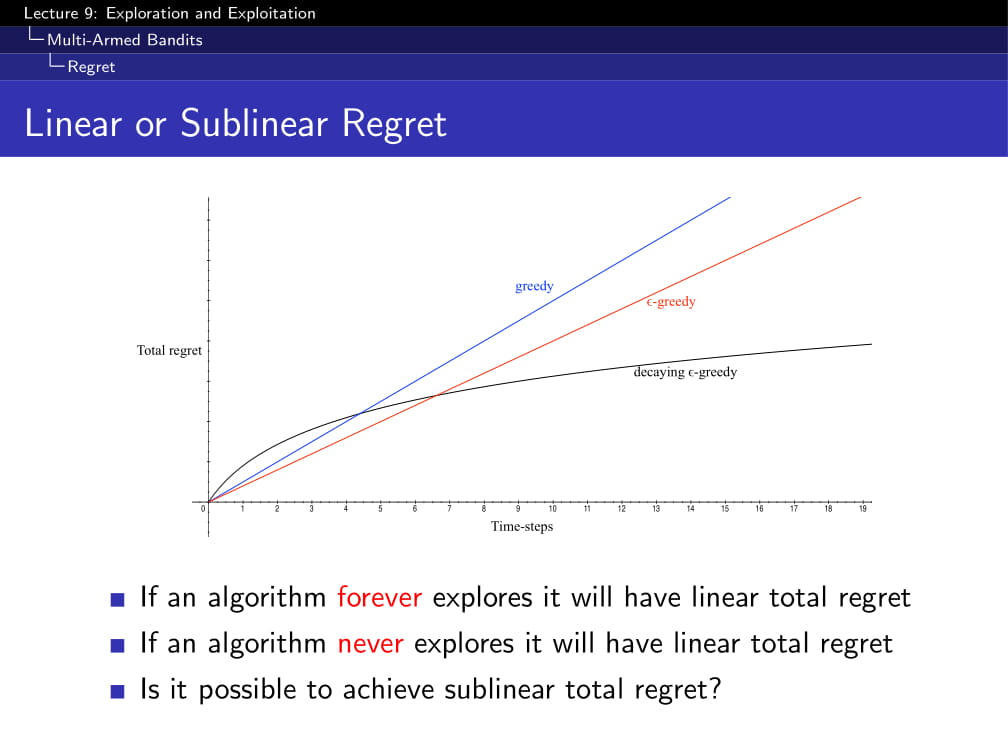 Lecture 9: Exploration and Exploitation
Multi-Armed Bandits
Regret
Linear or Sublinear Regret
greedy
ϵ-greedy
Total regret
decaying ϵ-greedy
0 1 2 3 4 5 6 7 8 9 10 11 12 13 14 15 16 17 18 19
Time-steps
If an algorithm forever explores it will have linear total regret
If an algorithm never explores it will have linear total regret
Is it possible to achieve sublinear total regret?